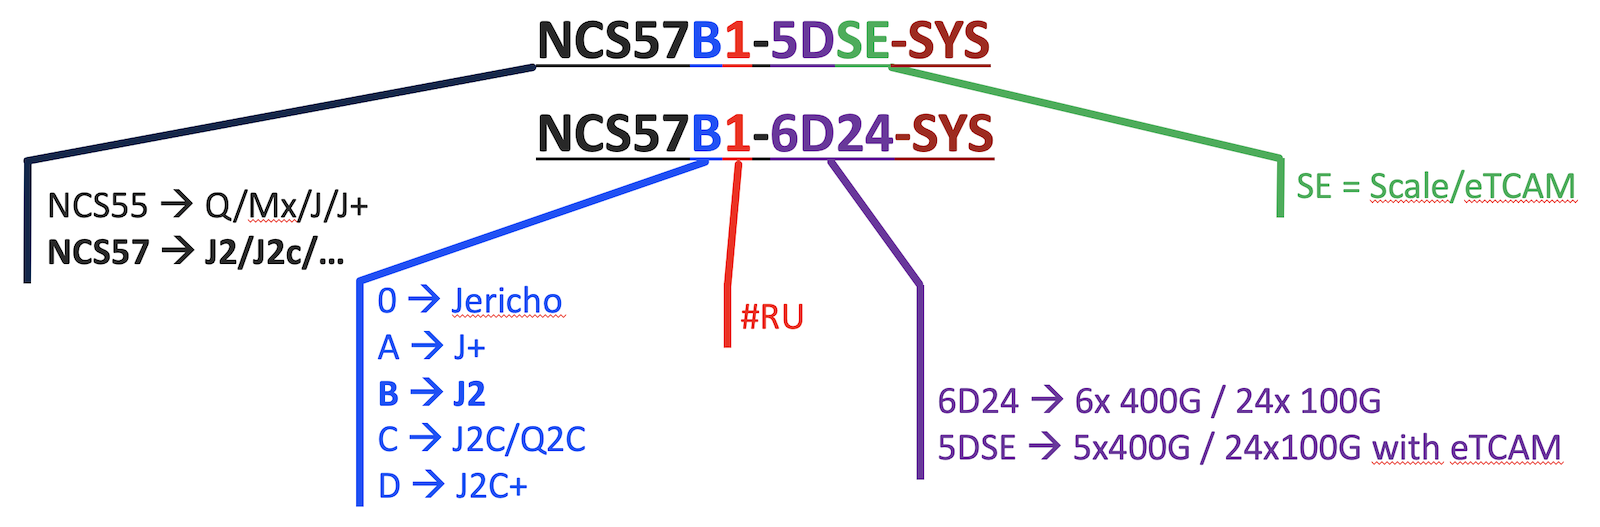 NCS57B1-5DSE-SYS
NCS57B1-6D24-SYS
NCS55 → Q/Mx/J/J+
NCS57 → J2/J2c/...
SE = Scale/eTCAM
0 → Jericho
A → J+
B → J2
C → J2C/Q2C
D → J2C+
#RU
6D24 → 6x 400G / 24x 100G
5DSE → 5x400G / 24x100G with eTCAM